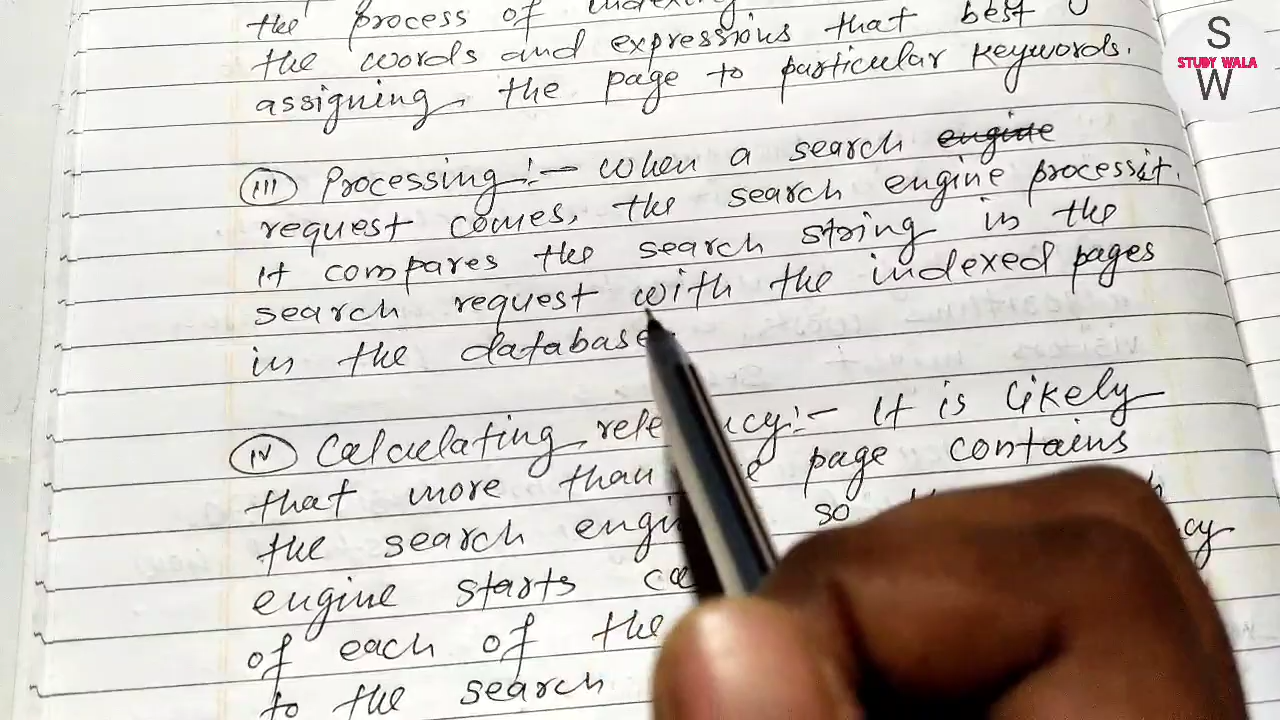 the process of indexing
the words and expressions that best
assigning the page to particular keywords.
(III) Processing :- When a search engine
request comes, the search engine process it.
It compares the search string in the
search request with the indexed pages
in the database
(IV) Calculating :- It is likely
that more than page contains
the search so
engine starts
of each of the
to the search
S
STUDY WALA
W